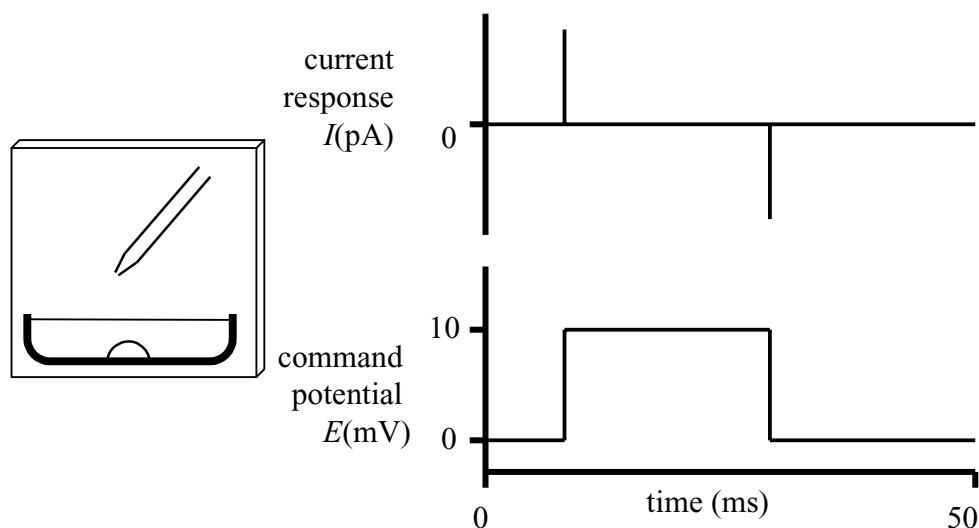 current
response
I(pA)
0
10
command
potential
E(mV)
0
time (ms)
0
50